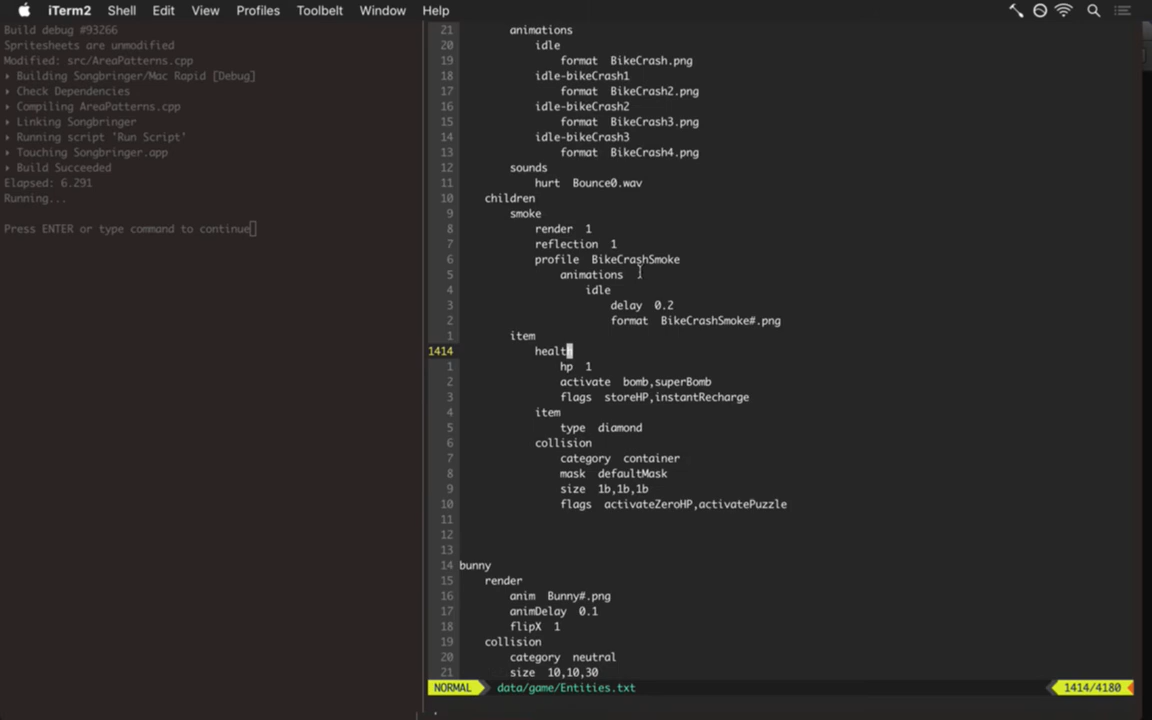 iTerm2 Shell Edit View Profiles Toolbelt Window Help
Build debug #93266
Spritesheets are unmodified
Modified: src/AreaPatterns.cpp
▸ Building Songbringer/Mac Rapid [Debug]
▸ Check Dependencies
▸ Compiling AreaPatterns.cpp
▸ Linking Songbringer
▸ Running script 'Run Script'
▸ Touching Songbringer.app
▸ Build Succeeded
Elapsed: 6.291
Running...
Press ENTER or type command to continue
21 animations
20 idle
19 format BikeCrash.png
18 idle-bikeCrash1
17 format BikeCrash2.png
16 idle-bikeCrash2
15 format BikeCrash3.png
14 idle-bikeCrash3
13 format BikeCrash4.png
12 sounds
11 hurt Bounce0.wav
10 children
9 smoke
8 render 1
7 reflection 1
6 profile BikeCrashSmoke
5 animations
4 idle
3 delay 0.2
2 format BikeCrashSmoke#.png
1 item
1414 health
1 hp 1
2 activate bomb,superBomb
3 flags storeHP,instantRecharge
4 item
5 type diamond
6 collision
7 category container
8 mask defaultMask
9 size 1b,1b,1b
10 flags activateZeroHP,activatePuzzle
11
12
13
14 bunny
15 render
16 anim Bunny#.png
17 animDelay 0.1
18 flipX 1
19 collision
20 category neutral
21 size 10,10,30
NORMAL data/game/Entities.txt 1414/4180